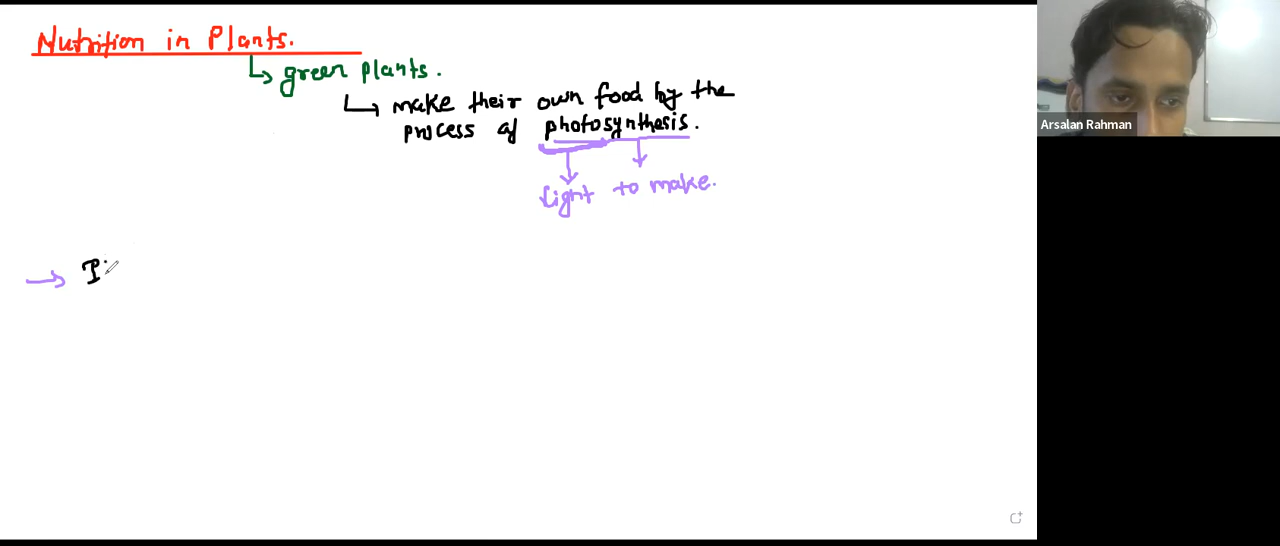 Nutrition in Plants.
green plants.
make their own food by the
process of photosynthesis.
light to make.
Arsalan Rahman